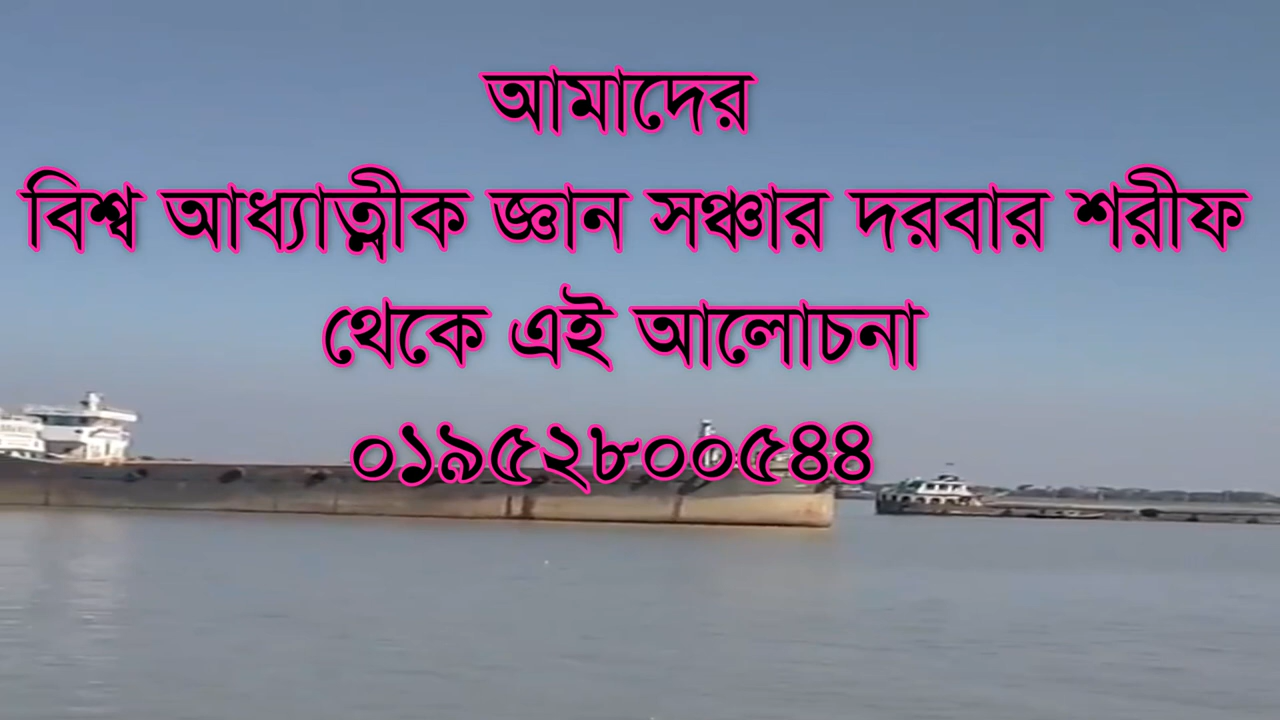 আমাদের
বিশ্ব আধ্যাত্নীক জ্ঞান সঞ্চার দরবার শরীফ
থেকে এই আলোচনা
০১৯৫২৮০০৫৪৪